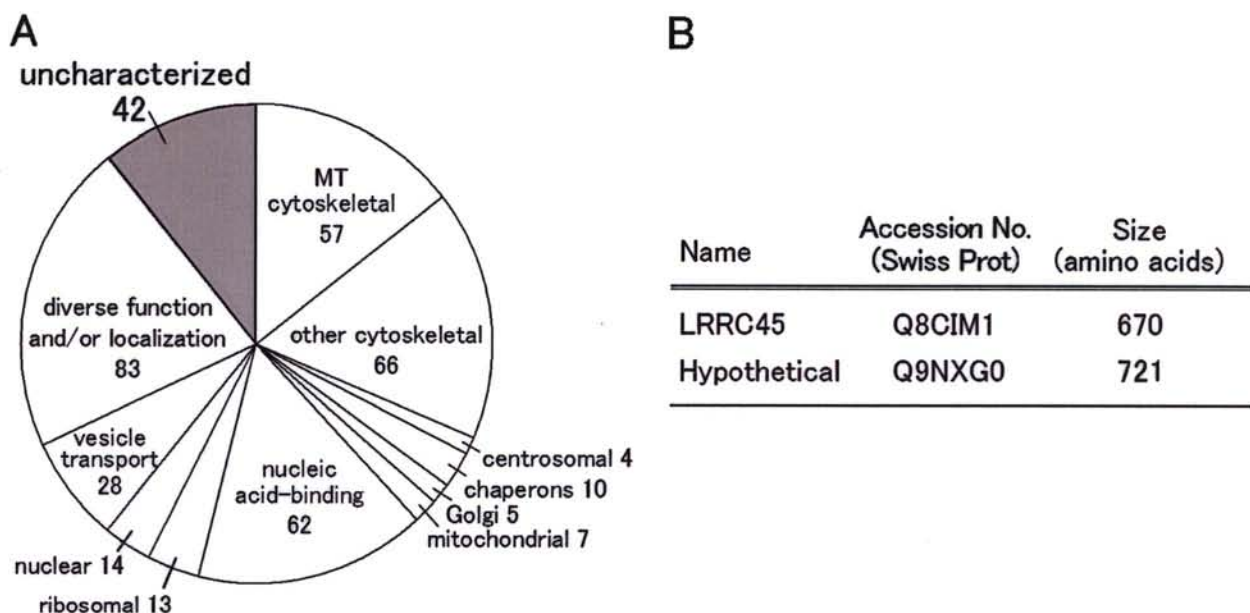 A
uncharacterized
42
MT
cytoskeletal
57
other cytoskeletal
66
centrosomal 4
chaperons 10
Golgi 5
mitochondrial 7
nucleic
acid-binding
62
ribosomal 13
nuclear 14
vesicle
transport
28
diverse function
and/or localization
83
B
Name Accession No. (Swiss Prot) Size (amino acids)
LRRC45 Q8CIM1 670
Hypothetical Q9NXG0 721